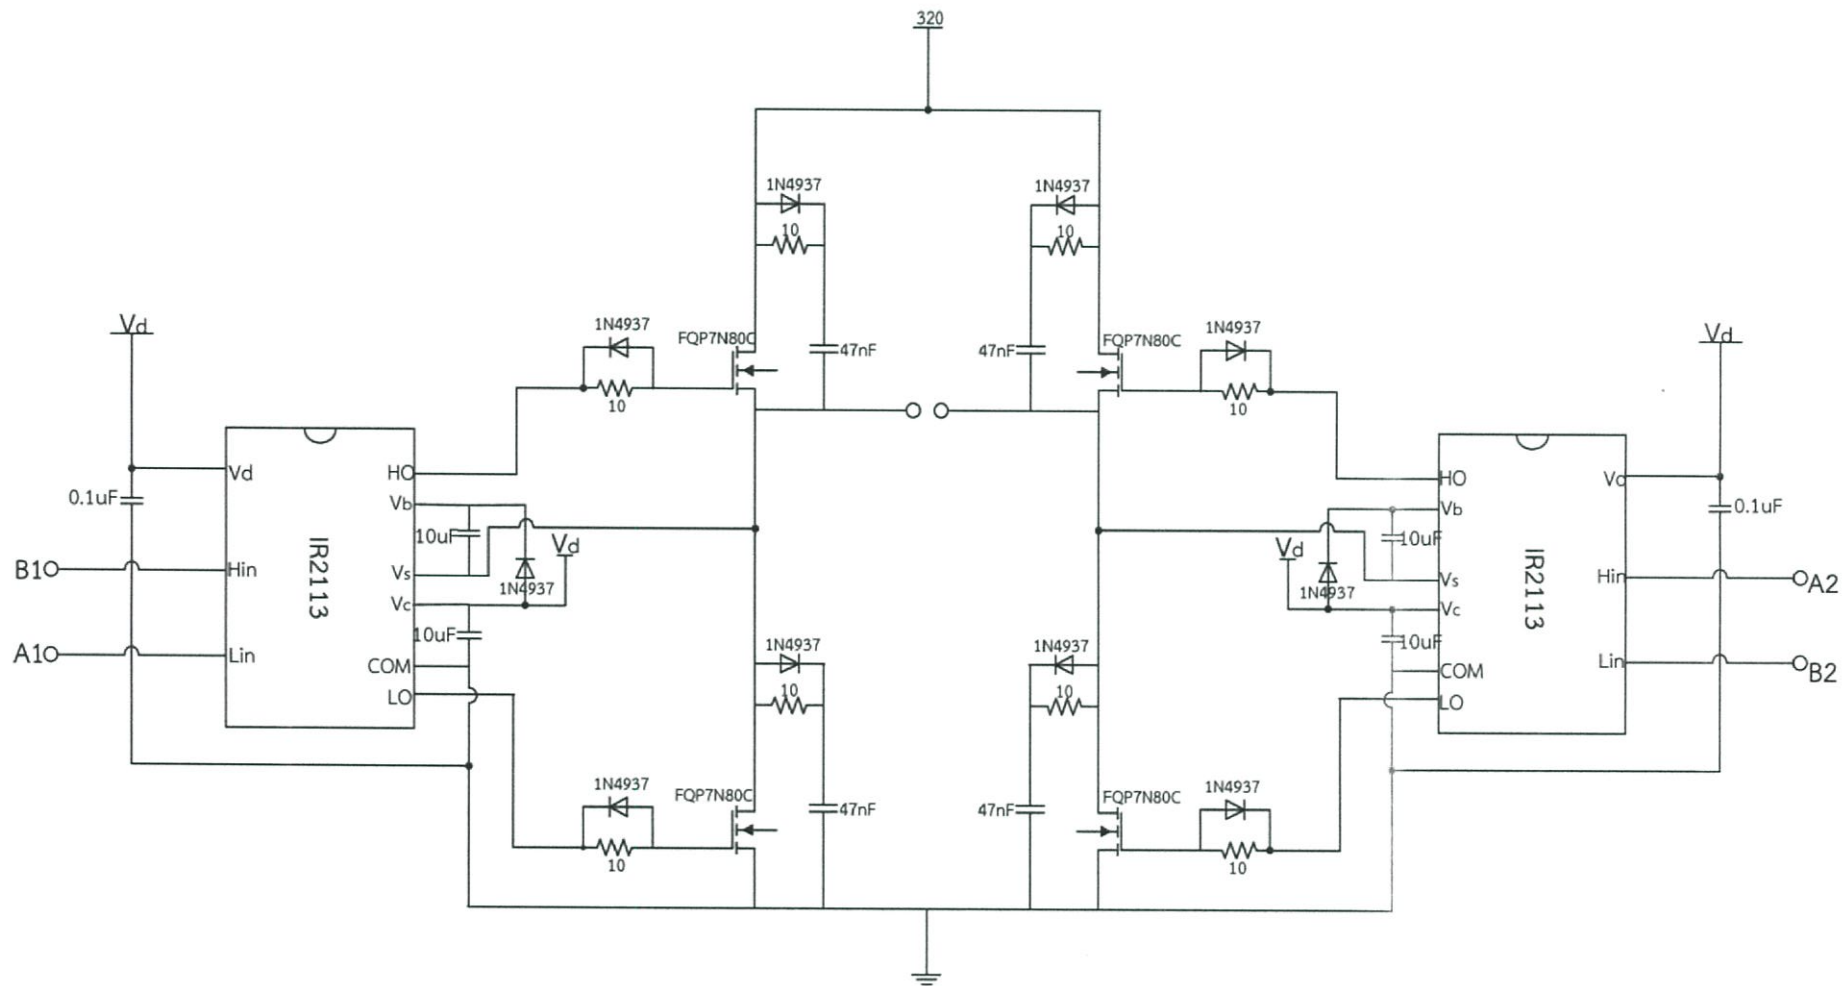 320
1N4937
1N4937
10
10
Vd
1N4937
FQP7N80C
47nF
47nF
FQP7N80C
1N4937
Vd
10
10
Vd
HO
HO
Vd
0.1uF
Vb
Vb
0.1uF
10uF
Vd
Vd
10uF
IR2113
IR2113
B1
Hin
Vs
1N4937
1N4937
Vs
Hin
A2
Vc
Vc
10uF
10uF
A1
Lin
COM
1N4937
1N4937
COM
Lin
B2
LO
10
10
LO
1N4937
FQP7N80C
47nF
47nF
FQP7N80C
1N4937
10
10